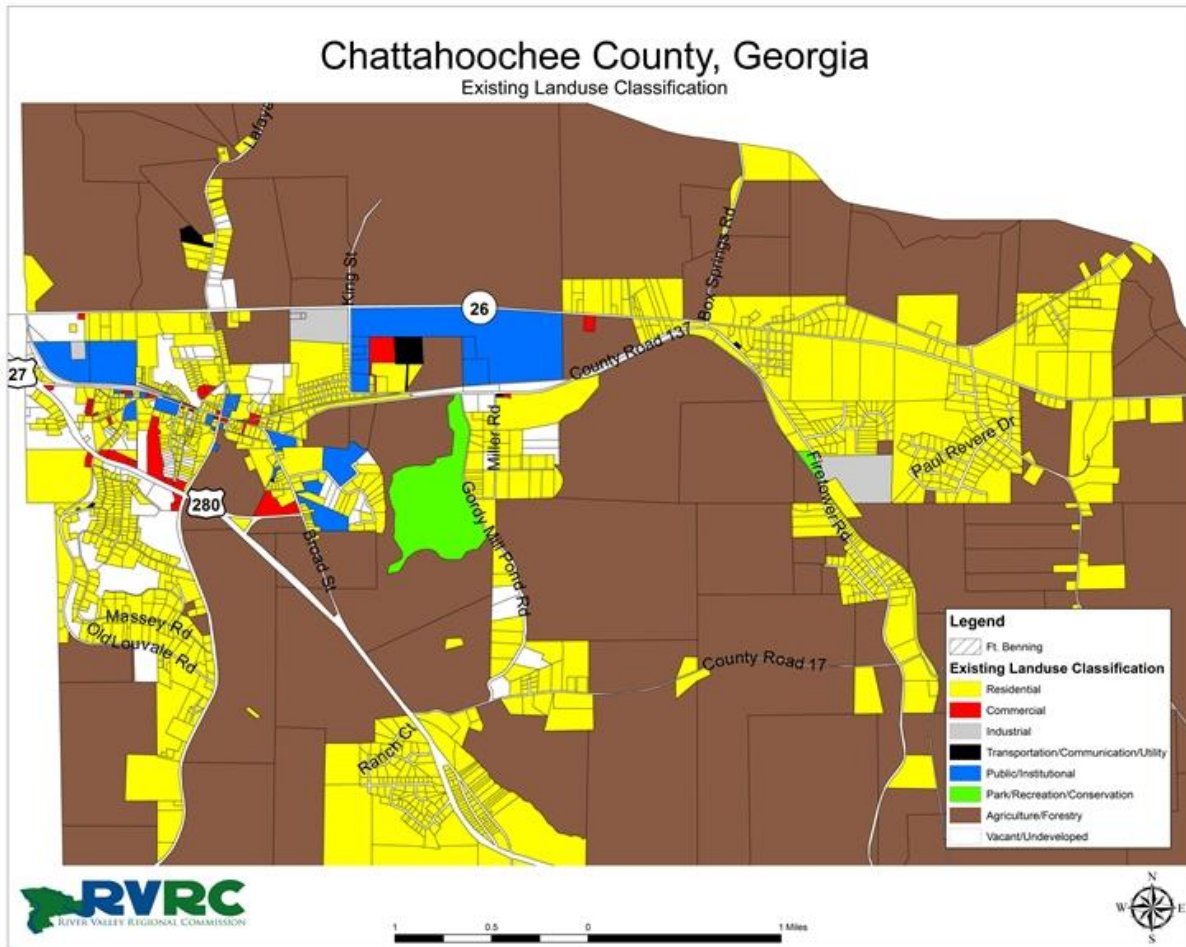 Chattahoochee County, Georgia
Existing Landuse Classification
Lafaye
King St
Box Springs Rd
26
County Road 137
27
Miller Rd
Paul Revere Dr
Firetower Rd
280
Gordy Mill Pond Rd
Broad St
Massey Rd
Old Louvale Rd
County Road 17
Ranch Ct
Legend
Ft. Benning
Existing Landuse Classification
Residential
Commercial
Industrial
Transportation/Communication/Utility
Public/Institutional
Park/Recreation/Conservation
Agriculture/Forestry
Vacant/Undeveloped
RVRC
RIVER VALLEY REGIONAL COMMISSION
1 0.5 0 1 Miles
N
W E
S